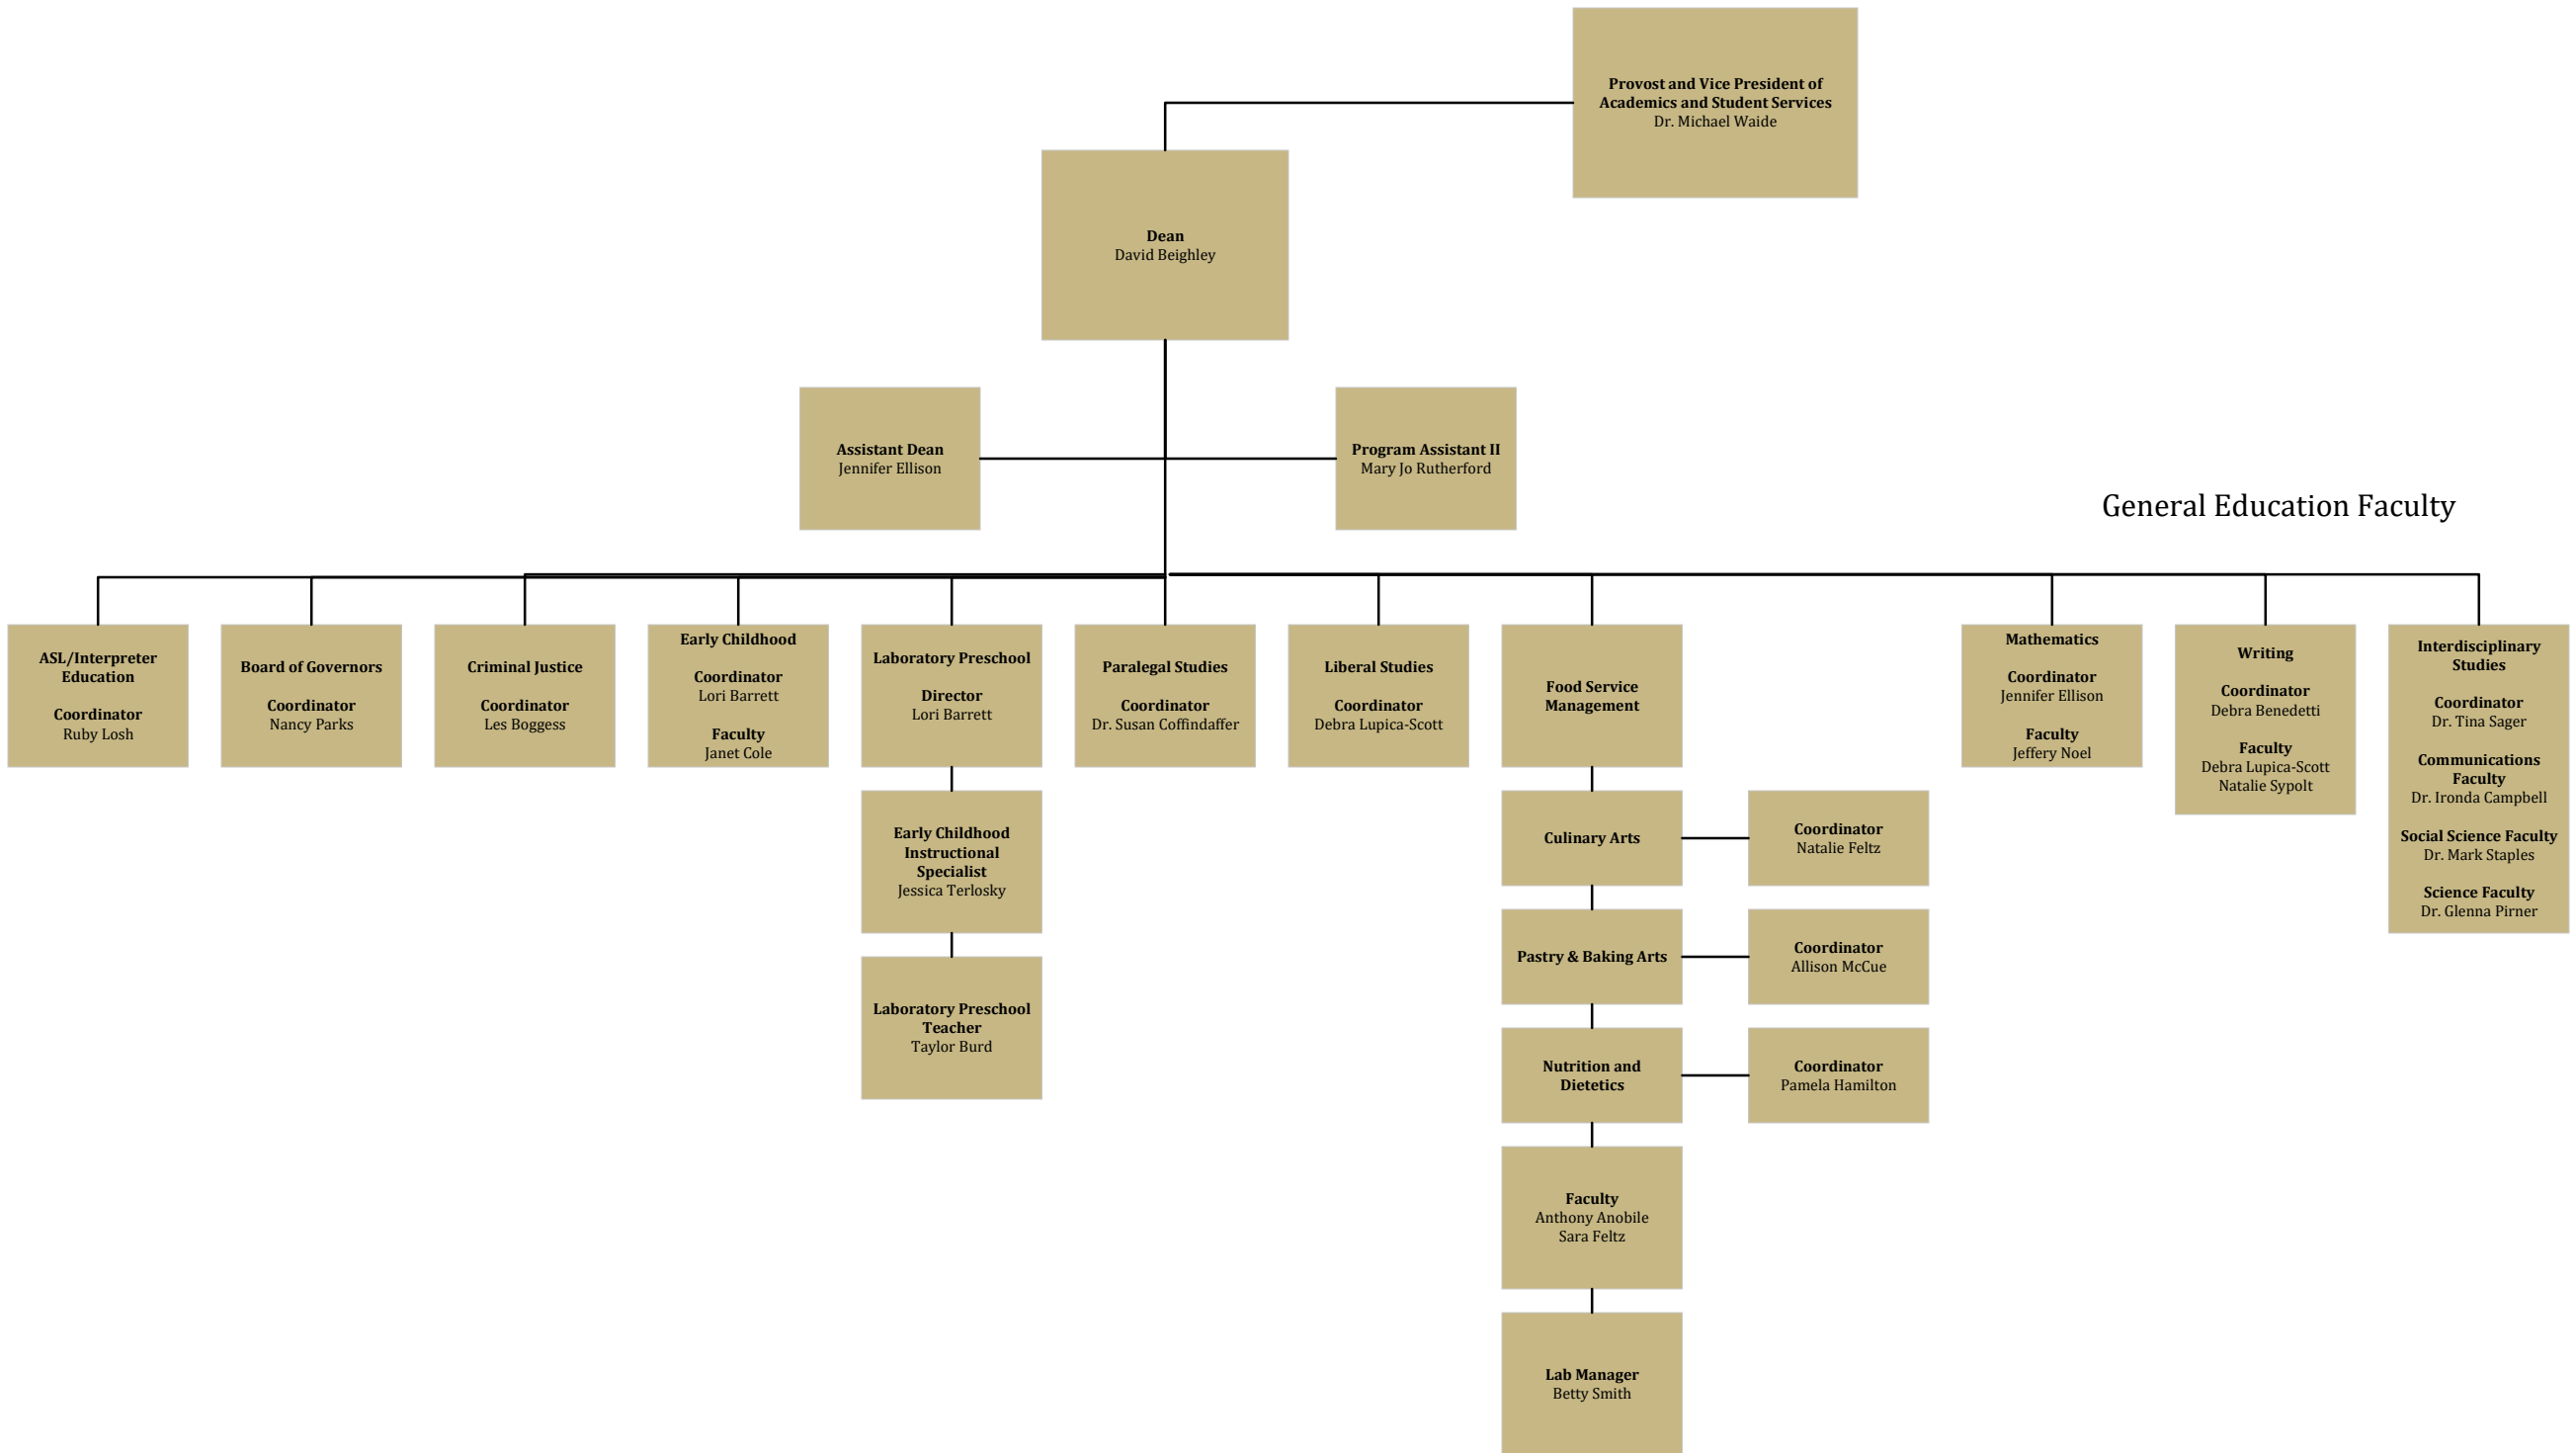 Provost and Vice President of
Academics and Student Services
Dr. Michael Waide
Dean
David Beighley
Assistant Dean
Jennifer Ellison
Program Assistant II
Mary Jo Rutherford
General Education Faculty
ASL/Interpreter
Education
Coordinator
Ruby Losh
Board of Governors
Coordinator
Nancy Parks
Criminal Justice
Coordinator
Les Boggess
Early Childhood
Coordinator
Lori Barrett
Faculty
Janet Cole
Laboratory Preschool
Director
Lori Barrett
Paralegal Studies
Coordinator
Dr. Susan Coffindaffer
Liberal Studies
Coordinator
Debra Lupica-Scott
Food Service
Management
Mathematics
Coordinator
Jennifer Ellison
Faculty
Jeffery Noel
Writing
Coordinator
Debra Benedetti
Faculty
Debra Lupica-Scott
Natalie Sypolt
Interdisciplinary
Studies
Coordinator
Dr. Tina Sager
Communications
Faculty
Dr. Ironda Campbell
Social Science Faculty
Dr. Mark Staples
Science Faculty
Dr. Glenna Pirner
Early Childhood
Instructional
Specialist
Jessica Terlosky
Laboratory Preschool
Teacher
Taylor Burd
Culinary Arts
Coordinator
Natalie Feltz
Pastry & Baking Arts
Coordinator
Allison McCue
Nutrition and
Dietetics
Coordinator
Pamela Hamilton
Faculty
Anthony Anobile
Sara Feltz
Lab Manager
Betty Smith